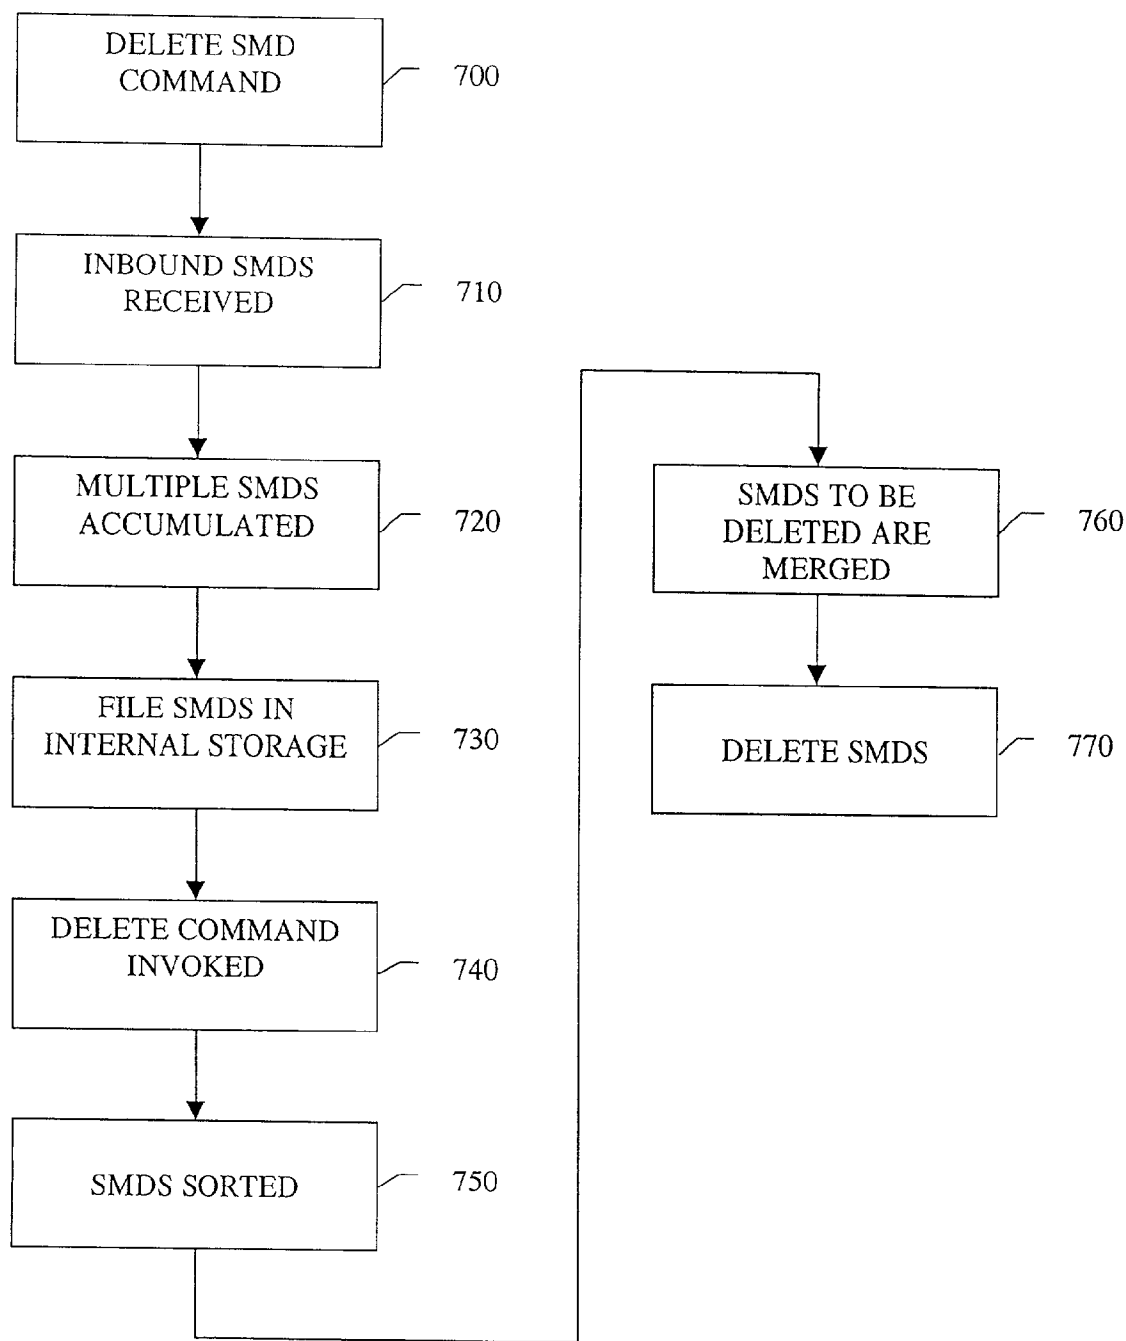 DELETE SMD
COMMAND
700
INBOUND SMDS
RECEIVED
710
MULTIPLE SMDS
ACCUMULATED
720
FILE SMDS IN
INTERNAL STORAGE
730
DELETE COMMAND
INVOKED
740
SMDS SORTED
750
SMDS TO BE
DELETED ARE
MERGED
760
DELETE SMDS
770